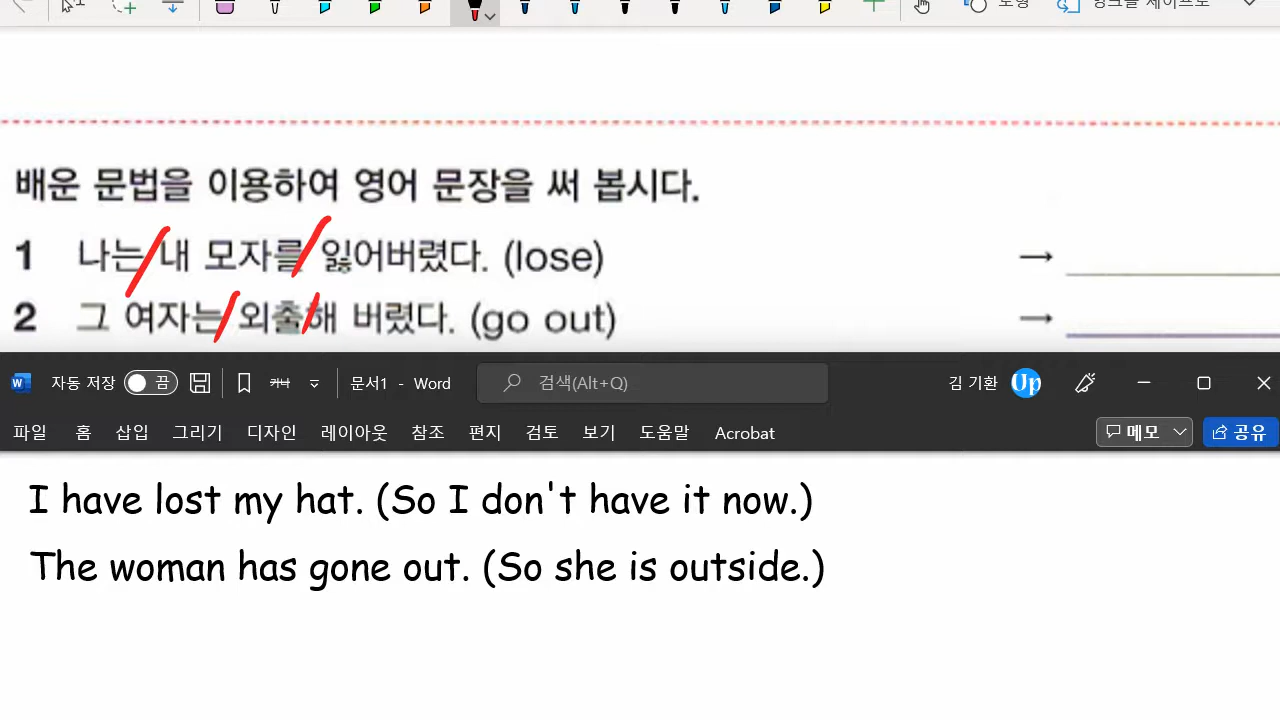 배운 문법을 이용하여 영어 문장을 써 봅시다.
1 나는 내 모자를 잃어버렸다. (lose) →
2 그 여자는 외출해 버렸다. (go out) →
자동 저장 끔 가나 문서1 - Word 검색(Alt+Q) 김 기환 Up
파일 홈 삽입 그리기 디자인 레이아웃 참조 편지 검토 보기 도움말 Acrobat 메모 공유
I have lost my hat. (So I don't have it now.)
The woman has gone out. (So she is outside.)